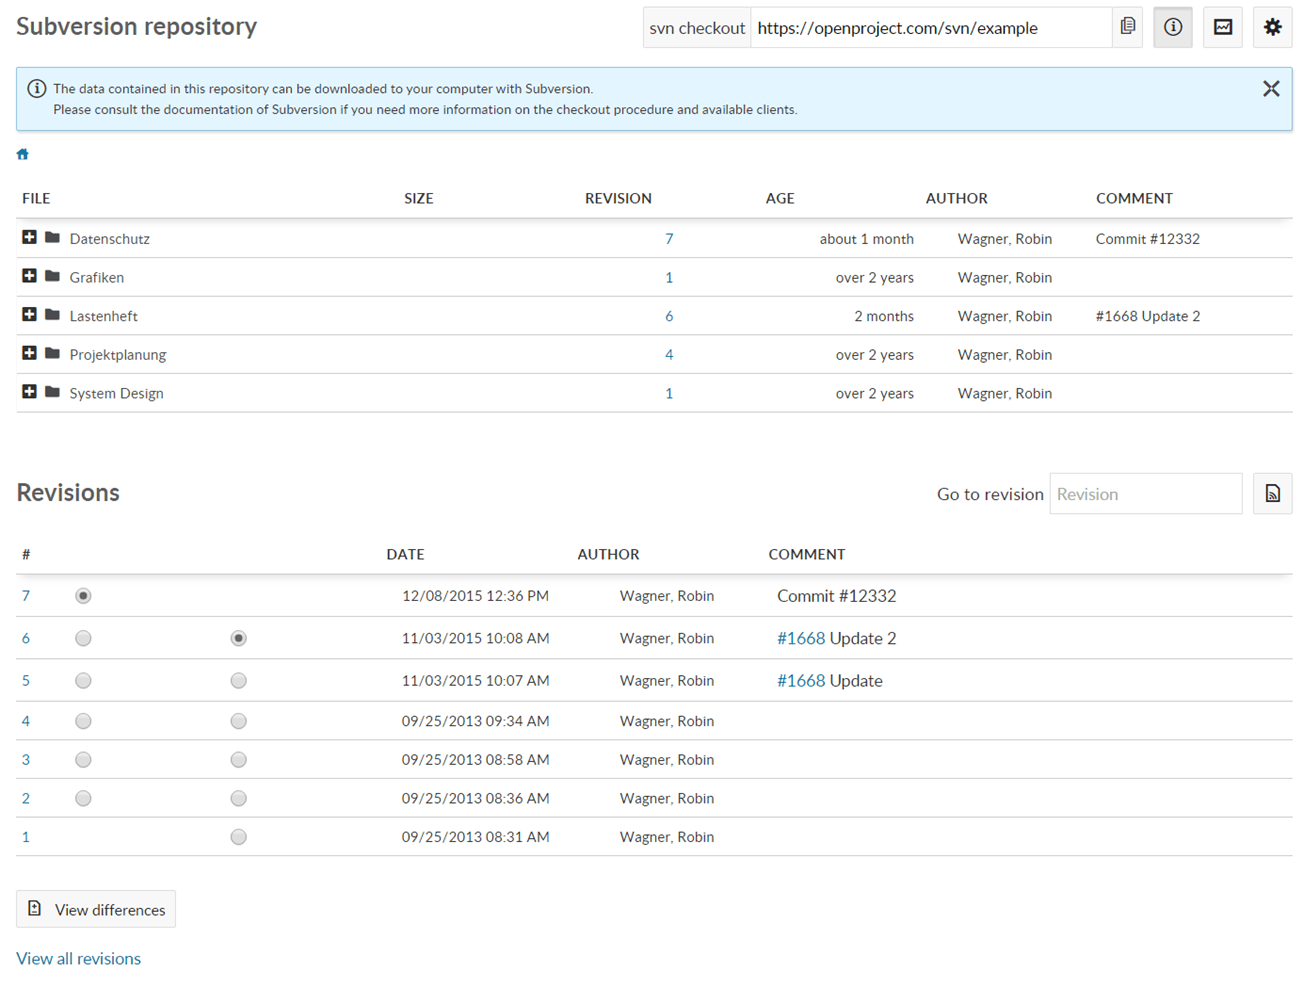 Subversion repository
svn checkout https://openproject.com/svn/example
The data contained in this repository can be downloaded to your computer with Subversion.
Please consult the documentation of Subversion if you need more information on the checkout procedure and available clients.
FILE SIZE REVISION AGE AUTHOR COMMENT
Datenschutz 7 about 1 month Wagner, Robin Commit #12332
Grafiken 1 over 2 years Wagner, Robin
Lastenheft 6 2 months Wagner, Robin #1668 Update 2
Projektplanung 4 over 2 years Wagner, Robin
System Design 1 over 2 years Wagner, Robin
Revisions
Go to revision Revision
# DATE AUTHOR COMMENT
7 12/08/2015 12:36 PM Wagner, Robin Commit #12332
6 11/03/2015 10:08 AM Wagner, Robin #1668 Update 2
5 11/03/2015 10:07 AM Wagner, Robin #1668 Update
4 09/25/2013 09:34 AM Wagner, Robin
3 09/25/2013 08:58 AM Wagner, Robin
2 09/25/2013 08:36 AM Wagner, Robin
1 09/25/2013 08:31 AM Wagner, Robin
View differences
View all revisions